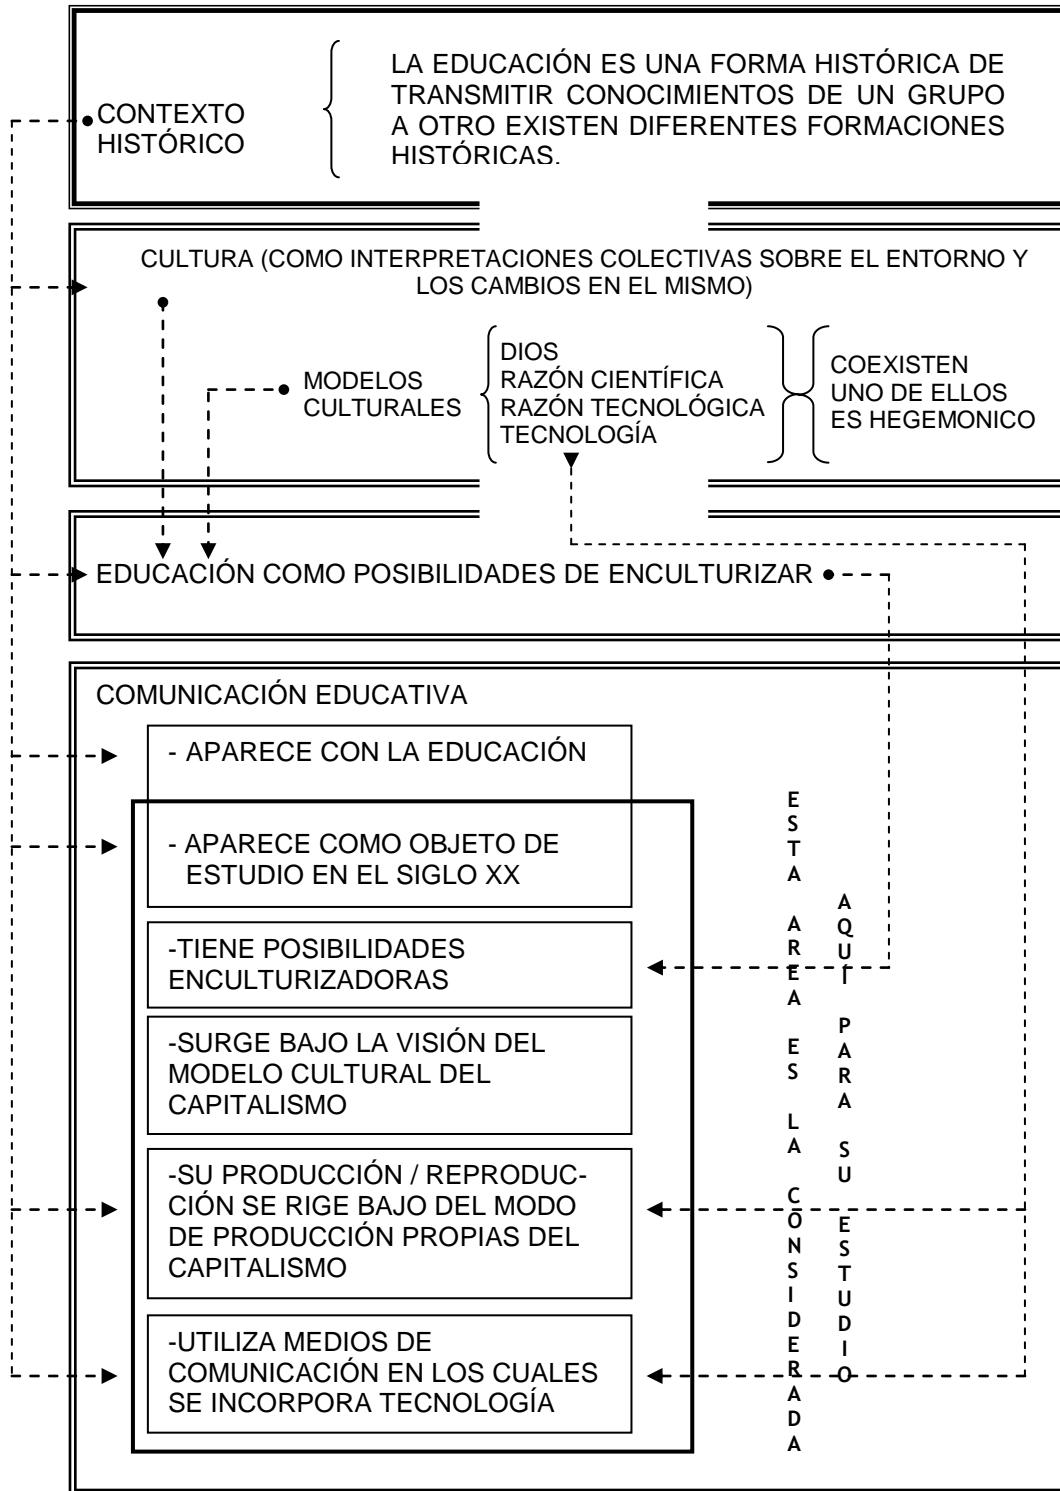 LA EDUCACIÓN ES UNA FORMA HISTÓRICA DE
TRANSMITIR CONOCIMIENTOS DE UN GRUPO
A OTRO EXISTEN DIFERENTES FORMACIONES
HISTÓRICAS.
CONTEXTO
HISTÓRICO
CULTURA (COMO INTERPRETACIONES COLECTIVAS SOBRE EL ENTORNO Y
LOS CAMBIOS EN EL MISMO)
MODELOS
CULTURALES
DIOS
RAZÓN CIENTÍFICA
RAZÓN TECNOLÓGICA
TECNOLOGÍA
COEXISTEN
UNO DE ELLOS
ES HEGEMONICO
EDUCACIÓN COMO POSIBILIDADES DE ENCULTURIZAR
COMUNICACIÓN EDUCATIVA
- APARECE CON LA EDUCACIÓN
- APARECE COMO OBJETO DE
ESTUDIO EN EL SIGLO XX
-TIENE POSIBILIDADES
ENCULTURIZADORAS
-SURGE BAJO LA VISIÓN DEL
MODELO CULTURAL DEL
CAPITALISMO
-SU PRODUCCIÓN / REPRODUC-
CIÓN SE RIGE BAJO DEL MODO
DE PRODUCCIÓN PROPIAS DEL
CAPITALISMO
-UTILIZA MEDIOS DE
COMUNICACIÓN EN LOS CUALES
SE INCORPORA TECNOLOGÍA
ESTA AREA ES LA CONSIDERADA
AQUÍ PARA SU ESTUDIO